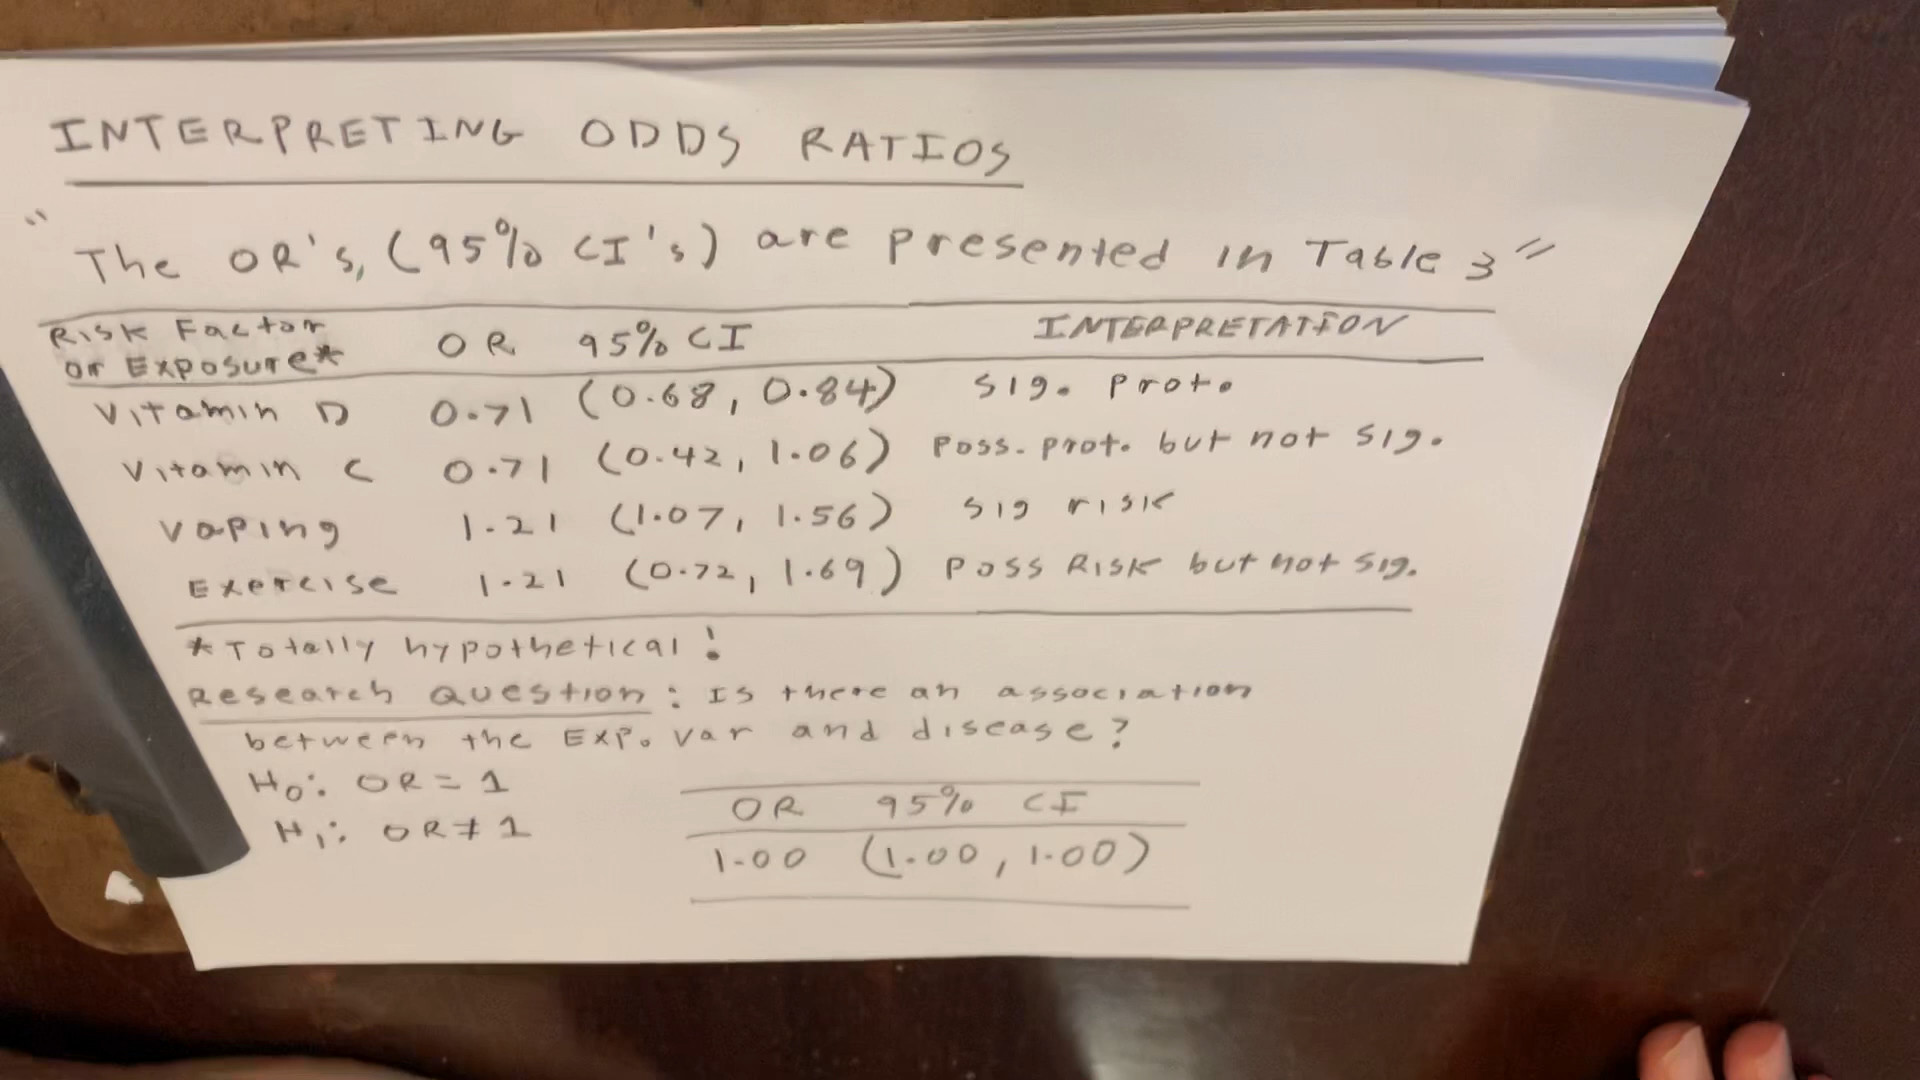 INTERPRETING ODDS RATIOS
"The OR's, (95% CI's) are presented in Table 3"
Risk Factor or Exposure* OR 95% CI INTERPRETATION
Vitamin D 0.71 (0.68, 0.84) Sig. Prot.
Vitamin C 0.71 (0.42, 1.06) Poss. prot. but not sig.
Vaping 1.21 (1.07, 1.56) Sig risk
Exercise 1.21 (0.72, 1.69) Poss Risk but not sig.
*Totally hypothetical!
Research Question: Is there an association
between the Exp. var and disease?
H0: OR = 1
H1: OR ≠ 1
OR 95% CI
1.00 (1.00, 1.00)